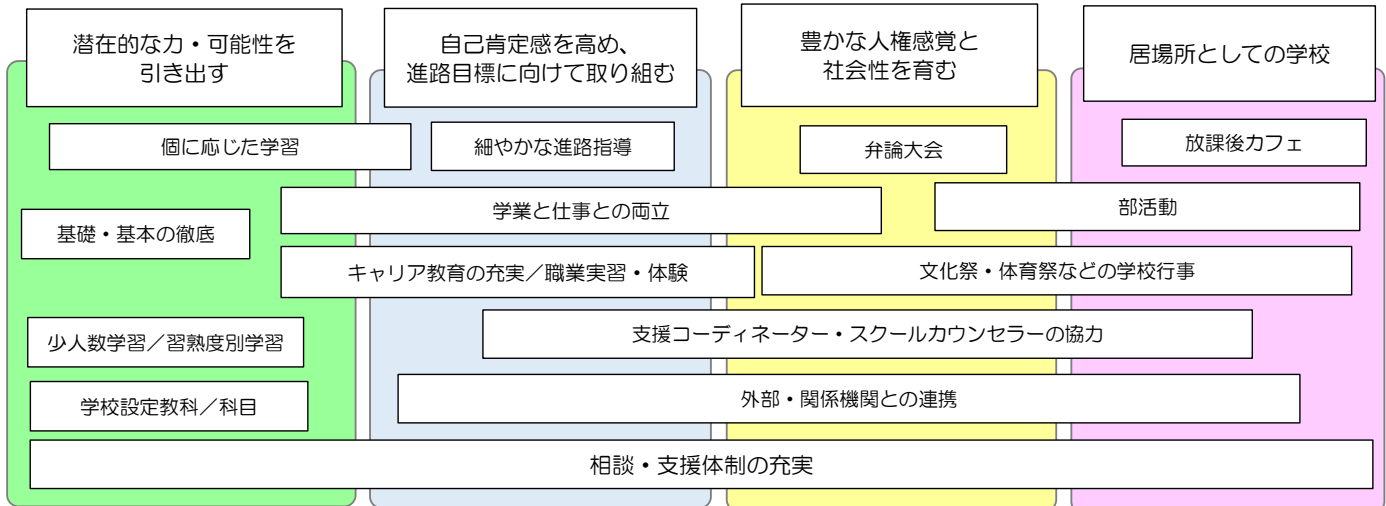 潜在的な力・可能性を
引き出す
自己肯定感を高め、
進路目標に向けて取り組む
豊かな人権感覚と
社会性を育む
居場所としての学校
個に応じた学習
細やかな進路指導
弁論大会
放課後カフェ
学業と仕事との両立
部活動
基礎・基本の徹底
キャリア教育の充実／職業実習・体験
文化祭・体育祭などの学校行事
少人数学習／習熟度別学習
支援コーディネーター・スクールカウンセラーの協力
学校設定教科／科目
外部・関係機関との連携
相談・支援体制の充実